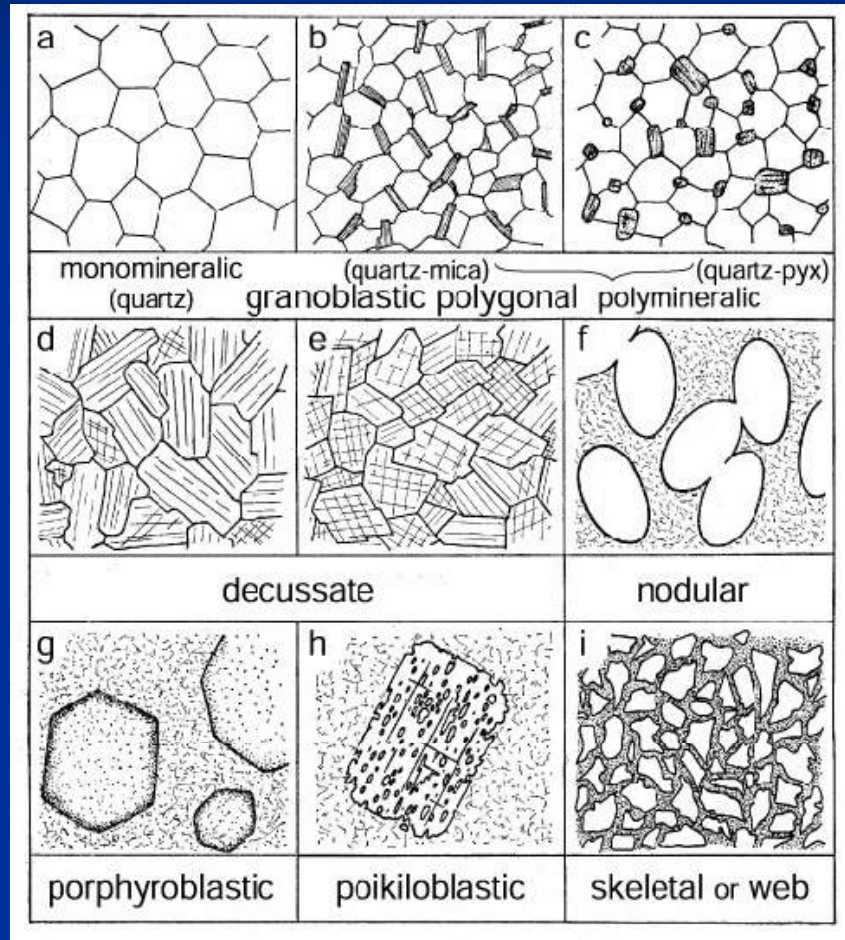 a b c
monomineralic (quartz-mica) (quartz-pyx)
(quartz) granoblastic polygonal polymineralic
d e f
decussate nodular
g h i
porphyroblastic poikiloblastic skeletal or web